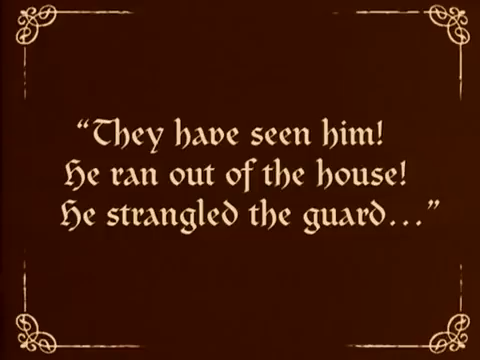 “They have seen him!
He ran out of the house!
He strangled the guard...”